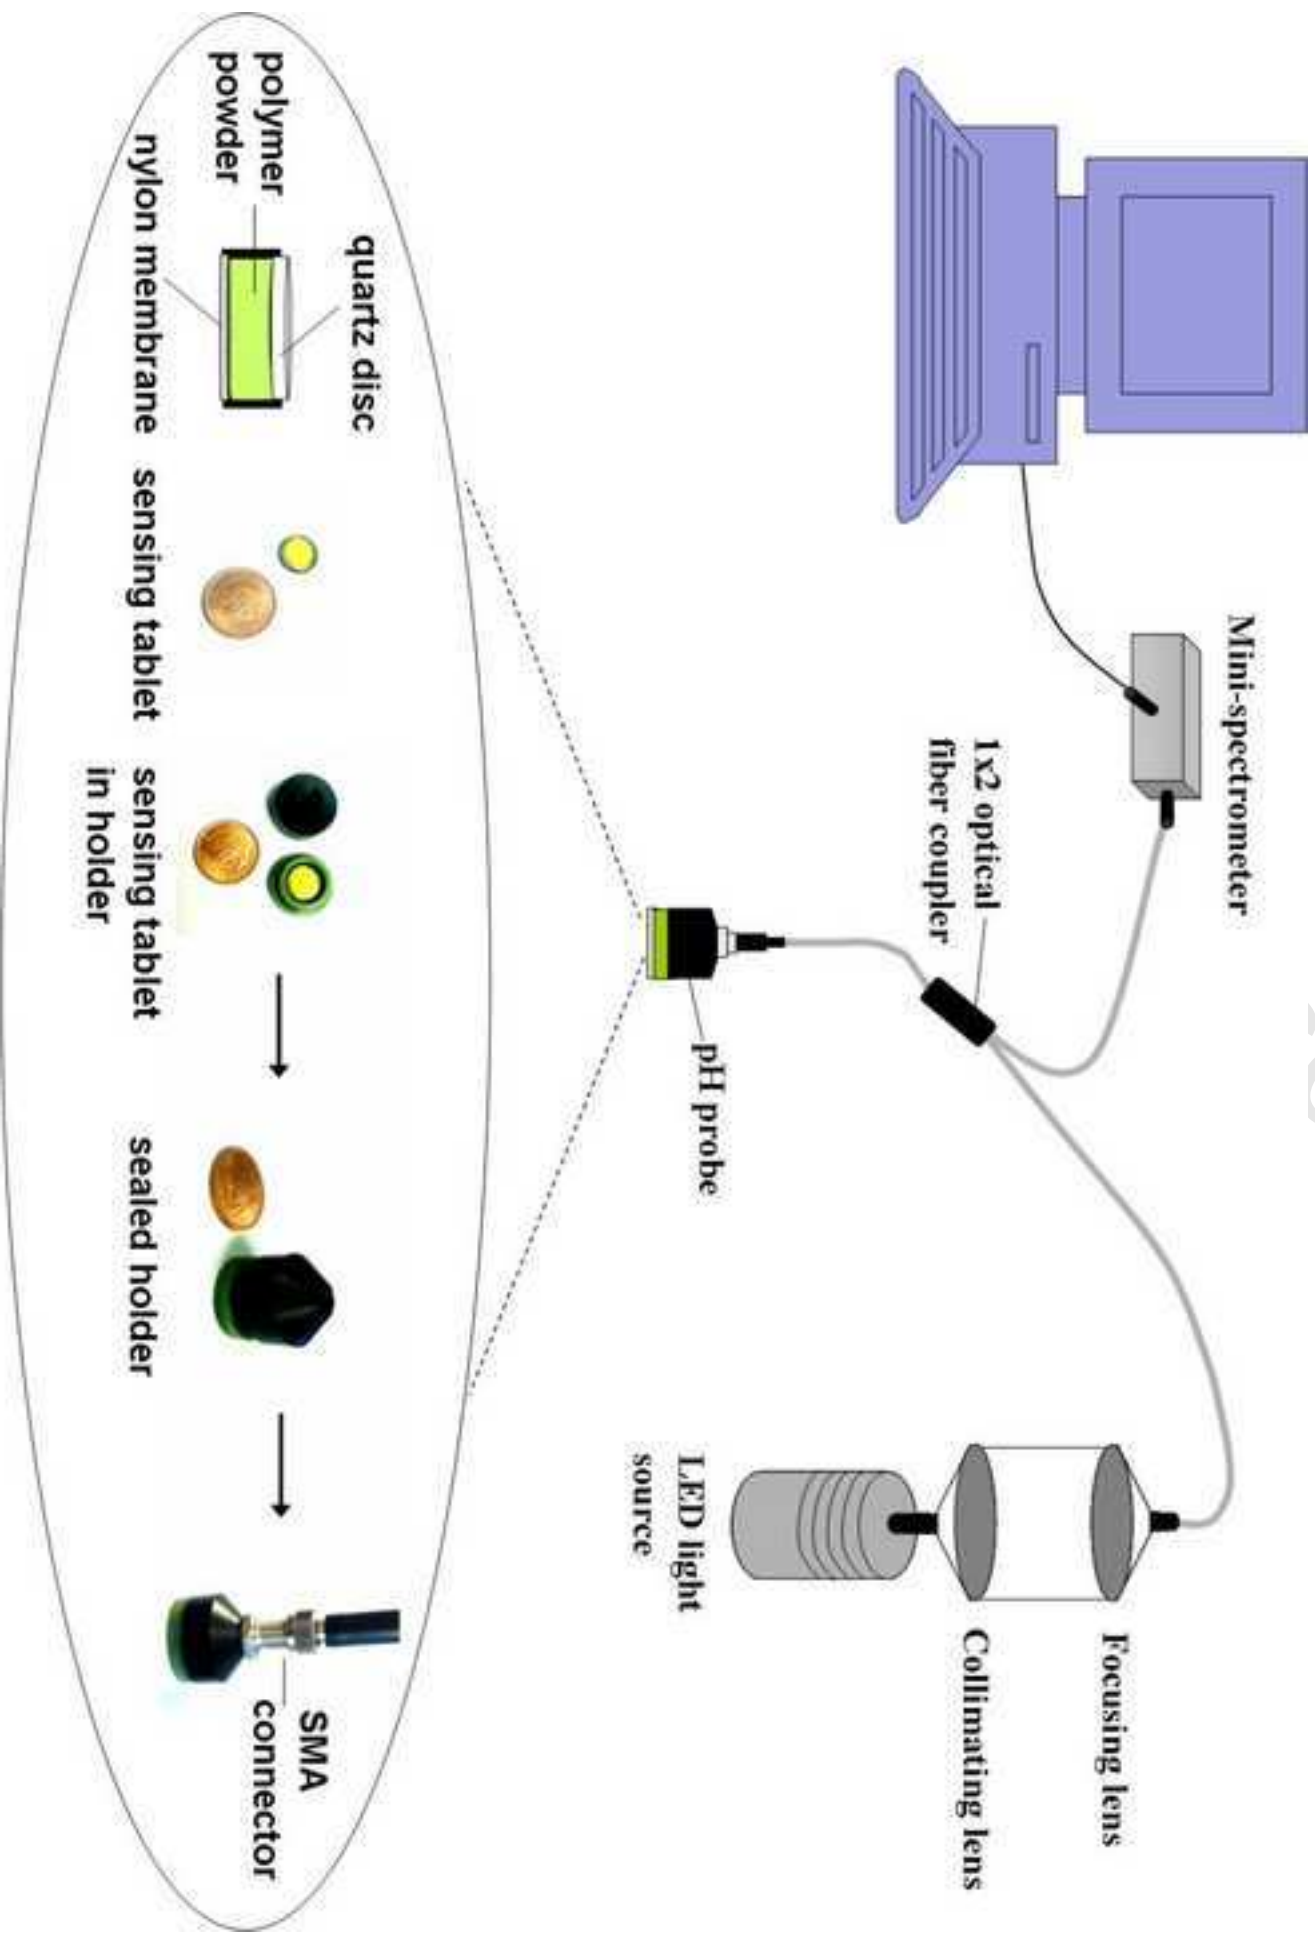 Mini-spectrometer
1x2 optical
fiber coupler
Focusing lens
Collimating lens
LED light
source
pH probe
quartz disc
polymer
powder
nylon membrane
sensing tablet
sensing tablet
in holder
sealed holder
SMA
connector